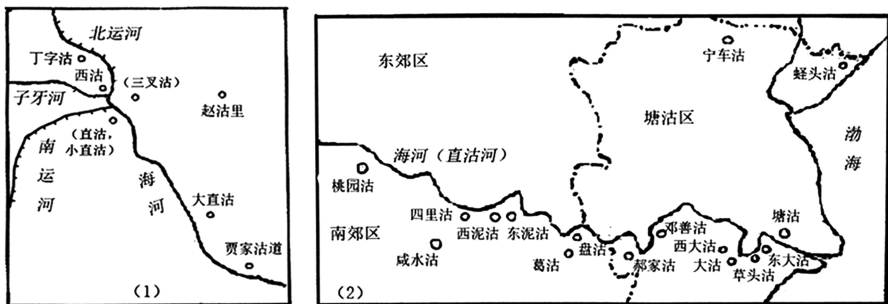 北运河
丁字沽
西沽
(三叉沽)
子牙河
赵沽里
(直沽,
小直沽)
南运河
海河
大直沽
贾家沽道
(1)
东郊区
宁车沽
蛏头沽
塘沽区
渤海
海河(直沽河)
桃园沽
南郊区
四里沽
西泥沽
东泥沽
咸水沽
葛沽
盘沽
邓善沽
郝家沽
西大沽
大沽
草头沽
东大沽
塘沽
(2)